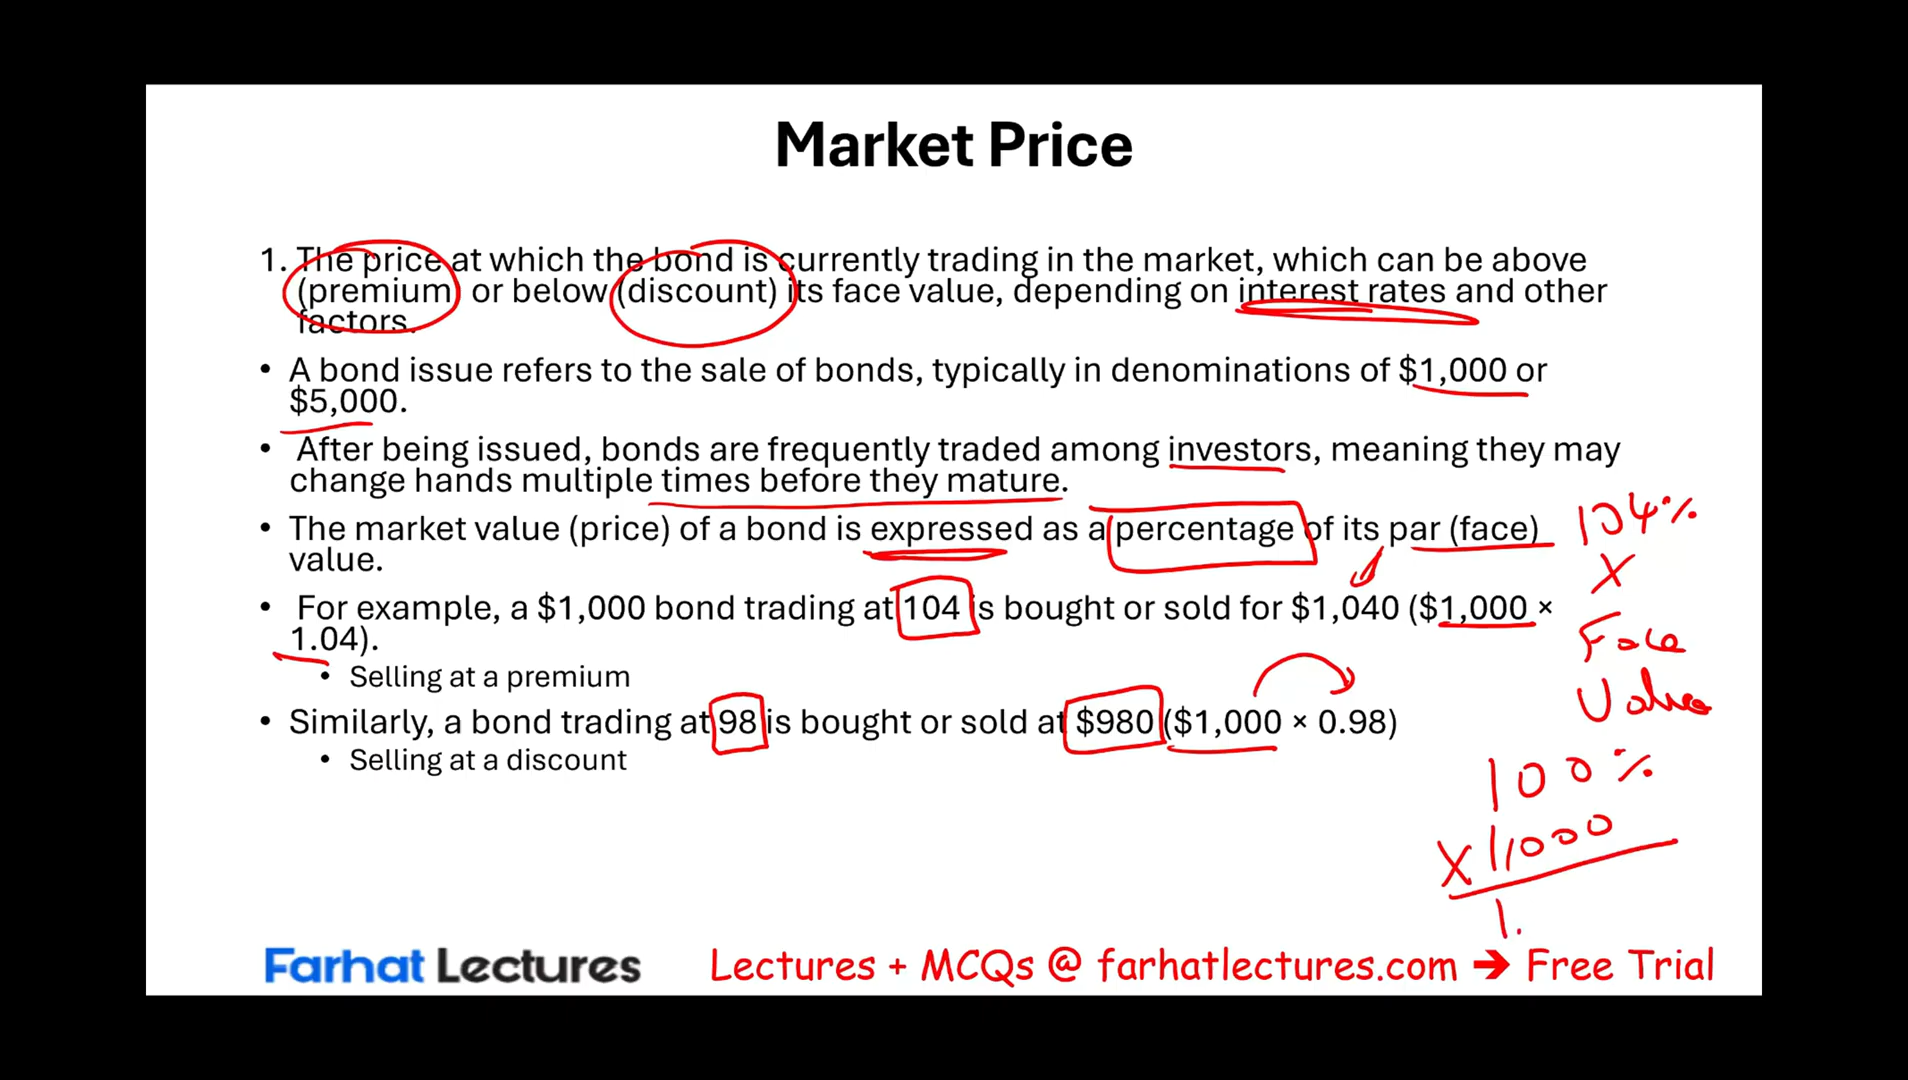 Market Price
1. The price at which the bond is currently trading in the market, which can be above
(premium) or below (discount) its face value, depending on interest rates and other
factors.
• A bond issue refers to the sale of bonds, typically in denominations of $1,000 or
$5,000.
• After being issued, bonds are frequently traded among investors, meaning they may
change hands multiple times before they mature.
• The market value (price) of a bond is expressed as a percentage of its par (face)
value.
• For example, a $1,000 bond trading at 104 is bought or sold for $1,040 ($1,000 ×
1.04).
• Selling at a premium
• Similarly, a bond trading at 98 is bought or sold at $980 ($1,000 × 0.98)
• Selling at a discount
104%
X
Face
Value
100%
X 1,000
1.
Farhat Lectures
Lectures + MCQs @ farhatlectures.com ➔ Free Trial